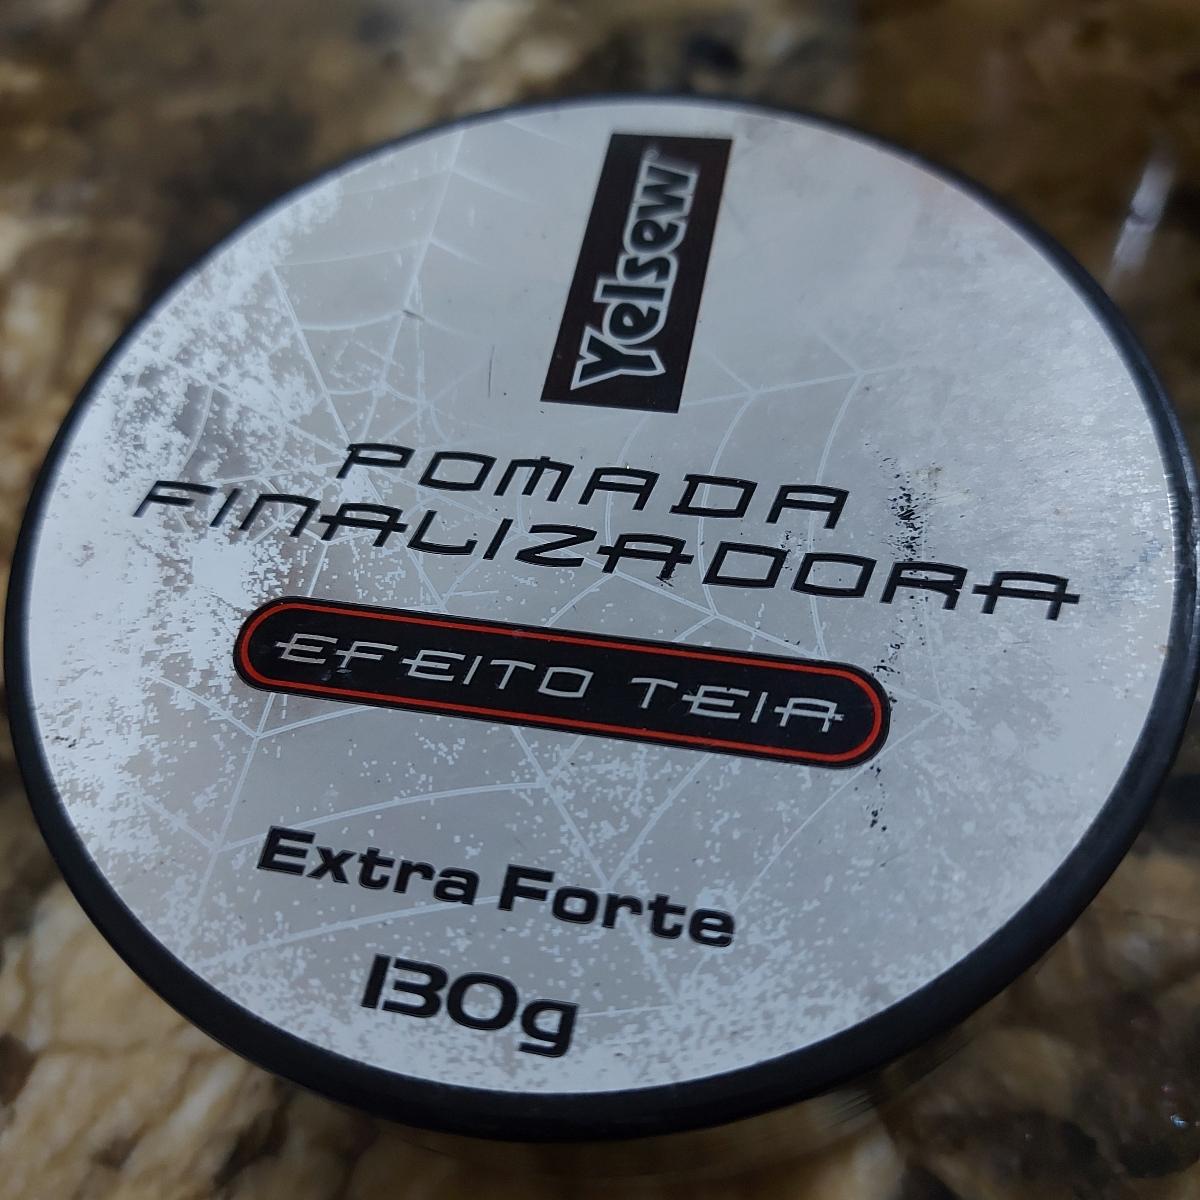 Yelsew
POMADA
FINALIZADORA
EFEITO TEIA
Extra Forte
130g